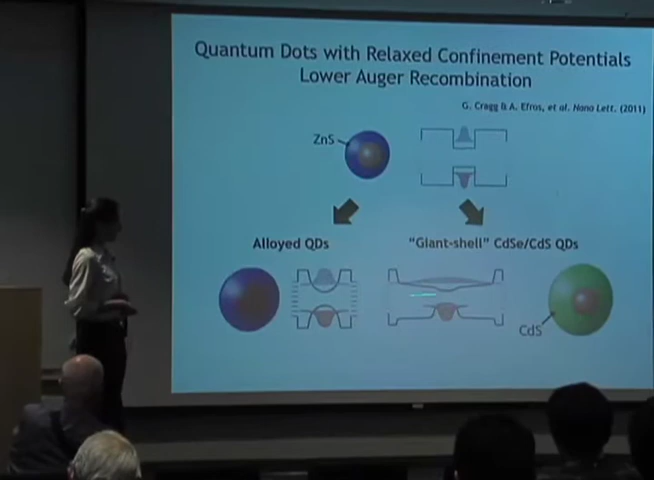 Quantum Dots with Relaxed Confinement Potentials
Lower Auger Recombination
G. Cragg & A. Efros, et al. Nano Lett. (2011)
ZnS
Alloyed QDs
"Giant-shell" CdSe/CdS QDs
CdS